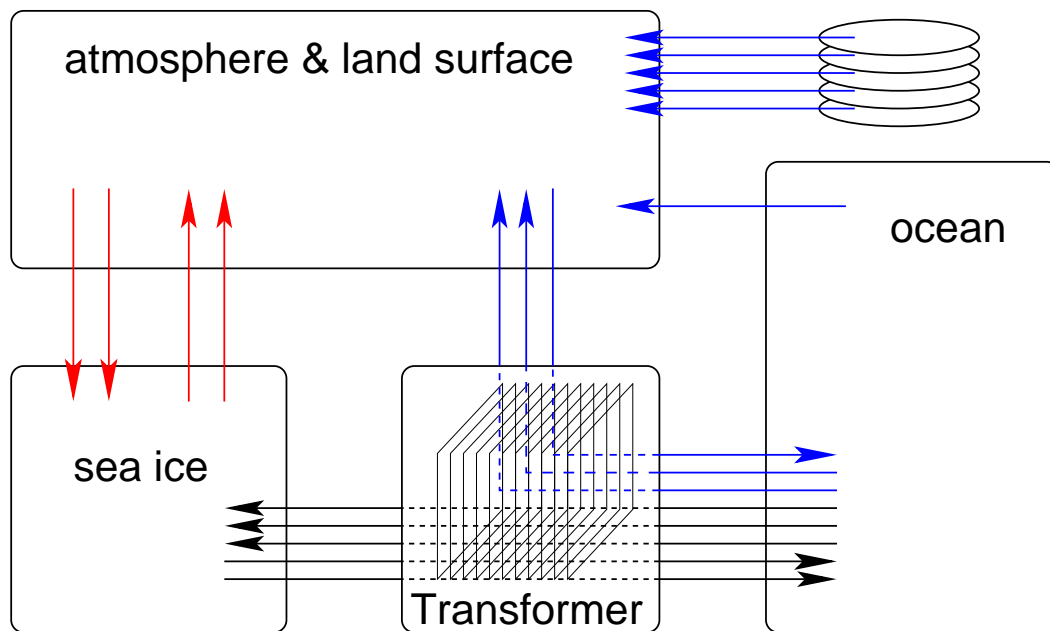 atmosphere & land surface
ocean
sea ice
Transformer